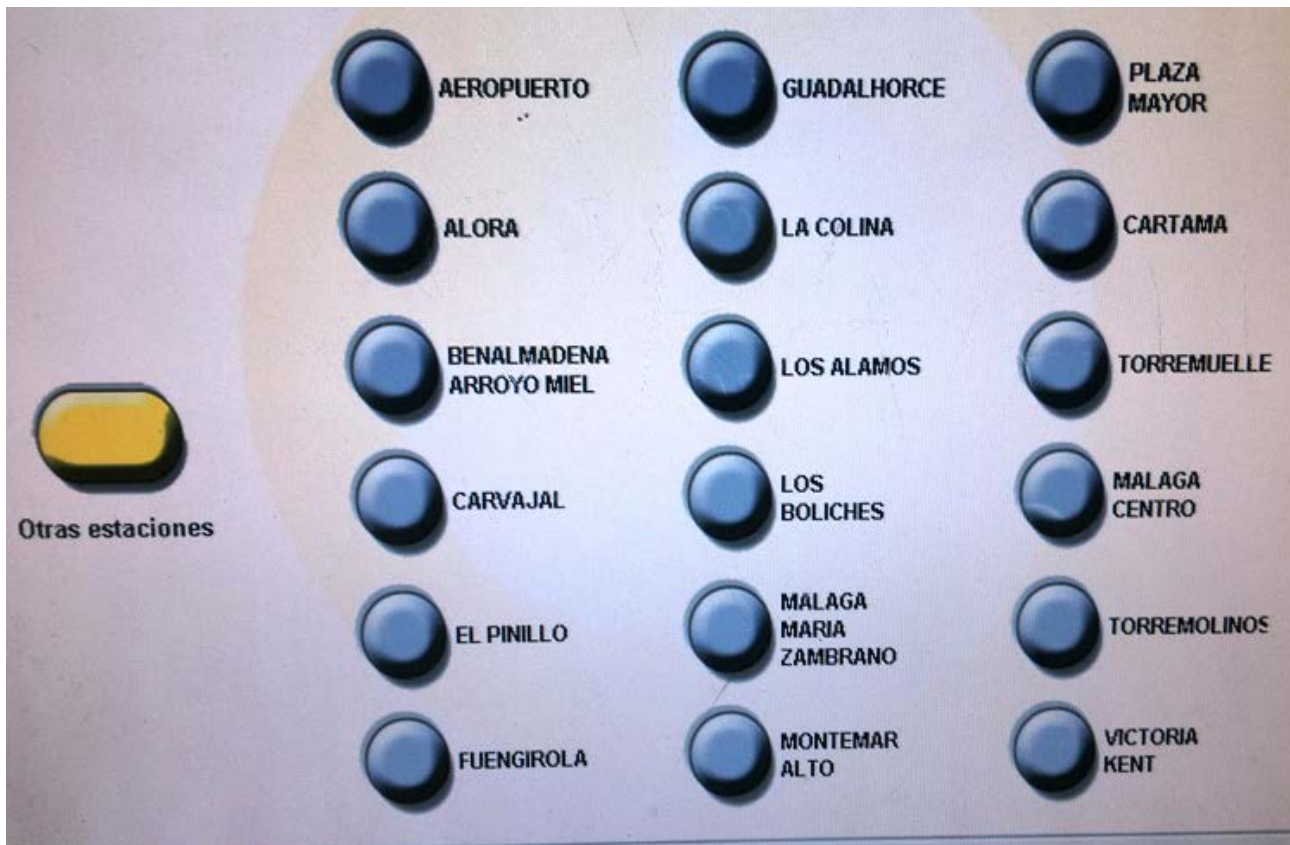 AEROPUERTO
GUADALHORCE
PLAZA
MAYOR
ALORA
LA COLINA
CARTAMA
BENALMADENA
ARROYO MIEL
LOS ALAMOS
TORREMUELLE
CARVAJAL
LOS
BOLICHES
MALAGA
CENTRO
Otras estaciones
EL PINILLO
MALAGA
MARIA
ZAMBRANO
TORREMOLINOS
FUENGIROLA
MONTEMAR
ALTO
VICTORIA
KENT